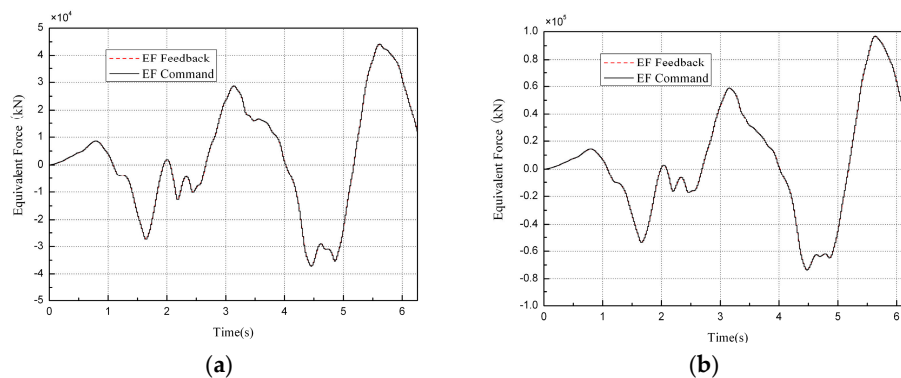 ×10⁴
5
4
3
2
1
0
-1
-2
-3
-4
-5
Equivalent Force (kN)
EF Feedback
EF Command
0 1 2 3 4 5 6
Time(s)
(a)
×10⁵
1.0
0.8
0.6
0.4
0.2
0.0
-0.2
-0.4
-0.6
-0.8
-1.0
Equivalent Force (kN)
EF Feedback
EF Command
0 1 2 3 4 5 6
Time(s)
(b)